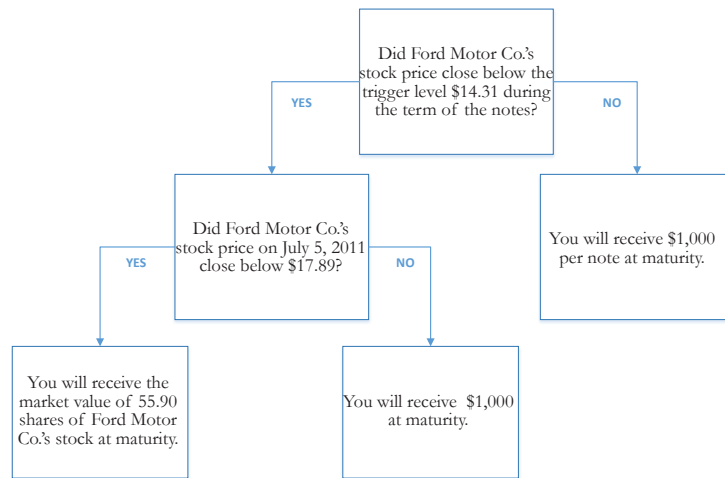 Did Ford Motor Co.'s
stock price close below the
trigger level $14.31 during
the term of the notes?
YES
NO
Did Ford Motor Co.'s
stock price on July 5, 2011
close below $17.89?
You will receive $1,000
per note at maturity.
YES
NO
You will receive the
market value of 55.90
shares of Ford Motor
Co.'s stock at maturity.
You will receive $1,000
at maturity.